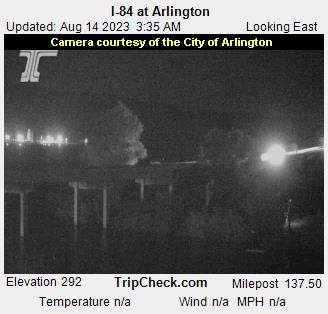 I-84 at Arlington
Updated: Aug 14 2023 3:35 AM Looking East
Camera courtesy of the City of Arlington
Elevation 292 TripCheck.com Milepost 137.50
Temperature n/a Wind n/a MPH n/a